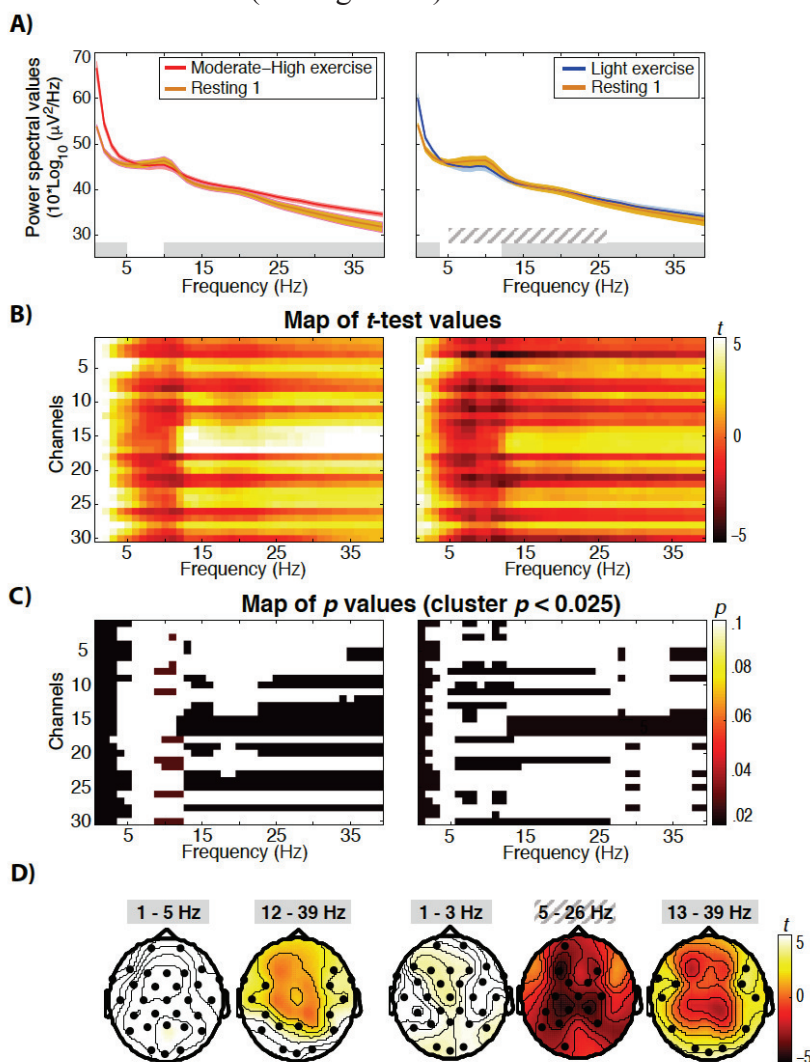 A)
Moderate–High exercise
Resting 1
Light exercise
Resting 1
Power spectral values
(10*Log10 (µV2/Hz)
70
60
50
40
30
5 15 25 35
Frequency (Hz)
5 15 25 35
Frequency (Hz)
B)
Map of t-test values
t
Channels
5
10
15
20
25
30
5
0
−5
5 15 25 35
Frequency (Hz)
5 15 25 35
Frequency (Hz)
C)
Map of p values (cluster p < 0.025)
p
Channels
5
10
15
20
25
30
.1
.08
.06
.04
.02
5 15 25 35
Frequency (Hz)
5 15 25 35
Frequency (Hz)
D)
1 - 5 Hz
12 - 39 Hz
1 - 3 Hz
5 - 26 Hz
13 - 39 Hz
t
5
0
−5